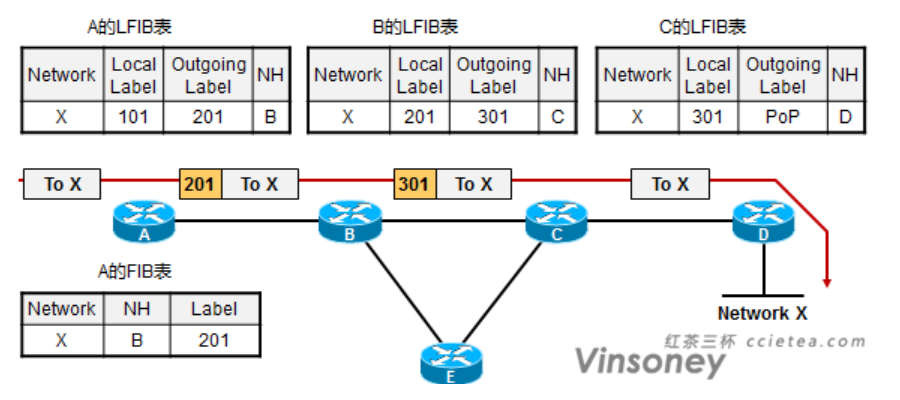 A的LFIB表
Network Local Label Outgoing Label NH
X 101 201 B
B的LFIB表
Network Local Label Outgoing Label NH
X 201 301 C
C的LFIB表
Network Local Label Outgoing Label NH
X 301 PoP D
To X 201 To X 301 To X To X
A B C D
A的FIB表
Network NH Label
X B 201
E
Network X
红茶三杯 ccietea.com
Vinsoney